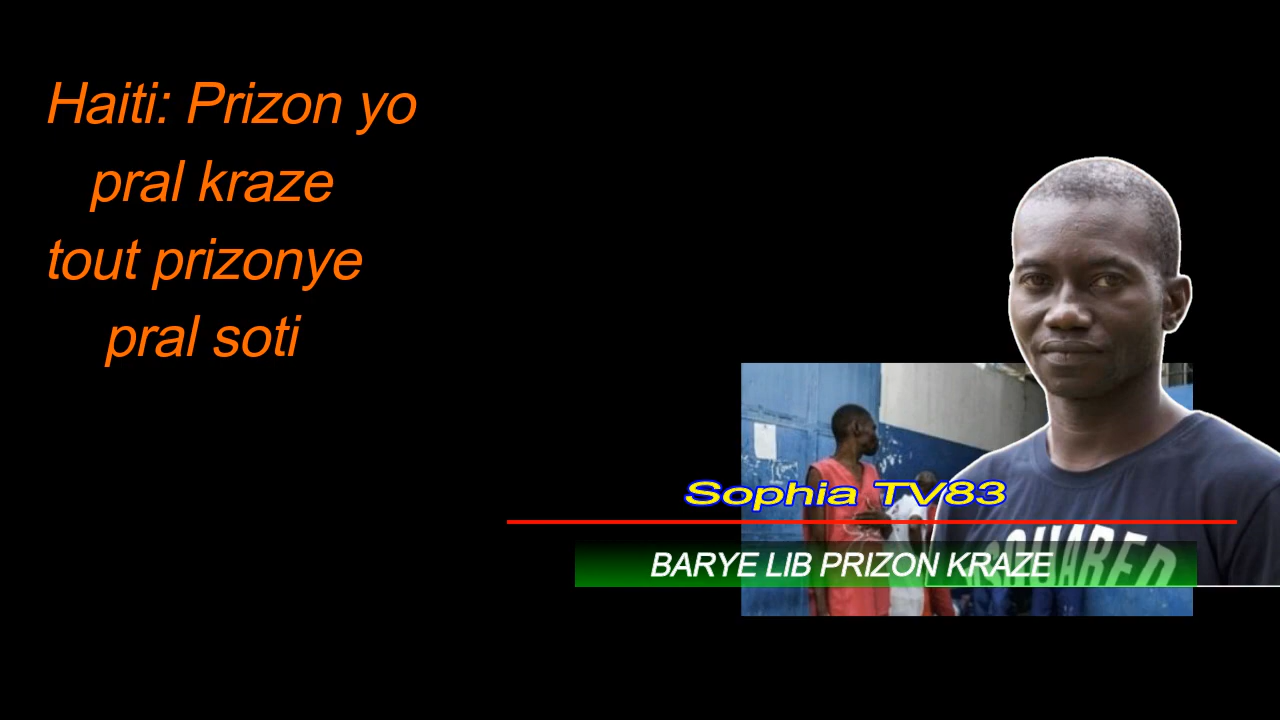 Haiti: Prizon yo
pral kraze
tout prizonye
pral soti
Sophia TV83
BARYE LIB PRIZON KRAZE